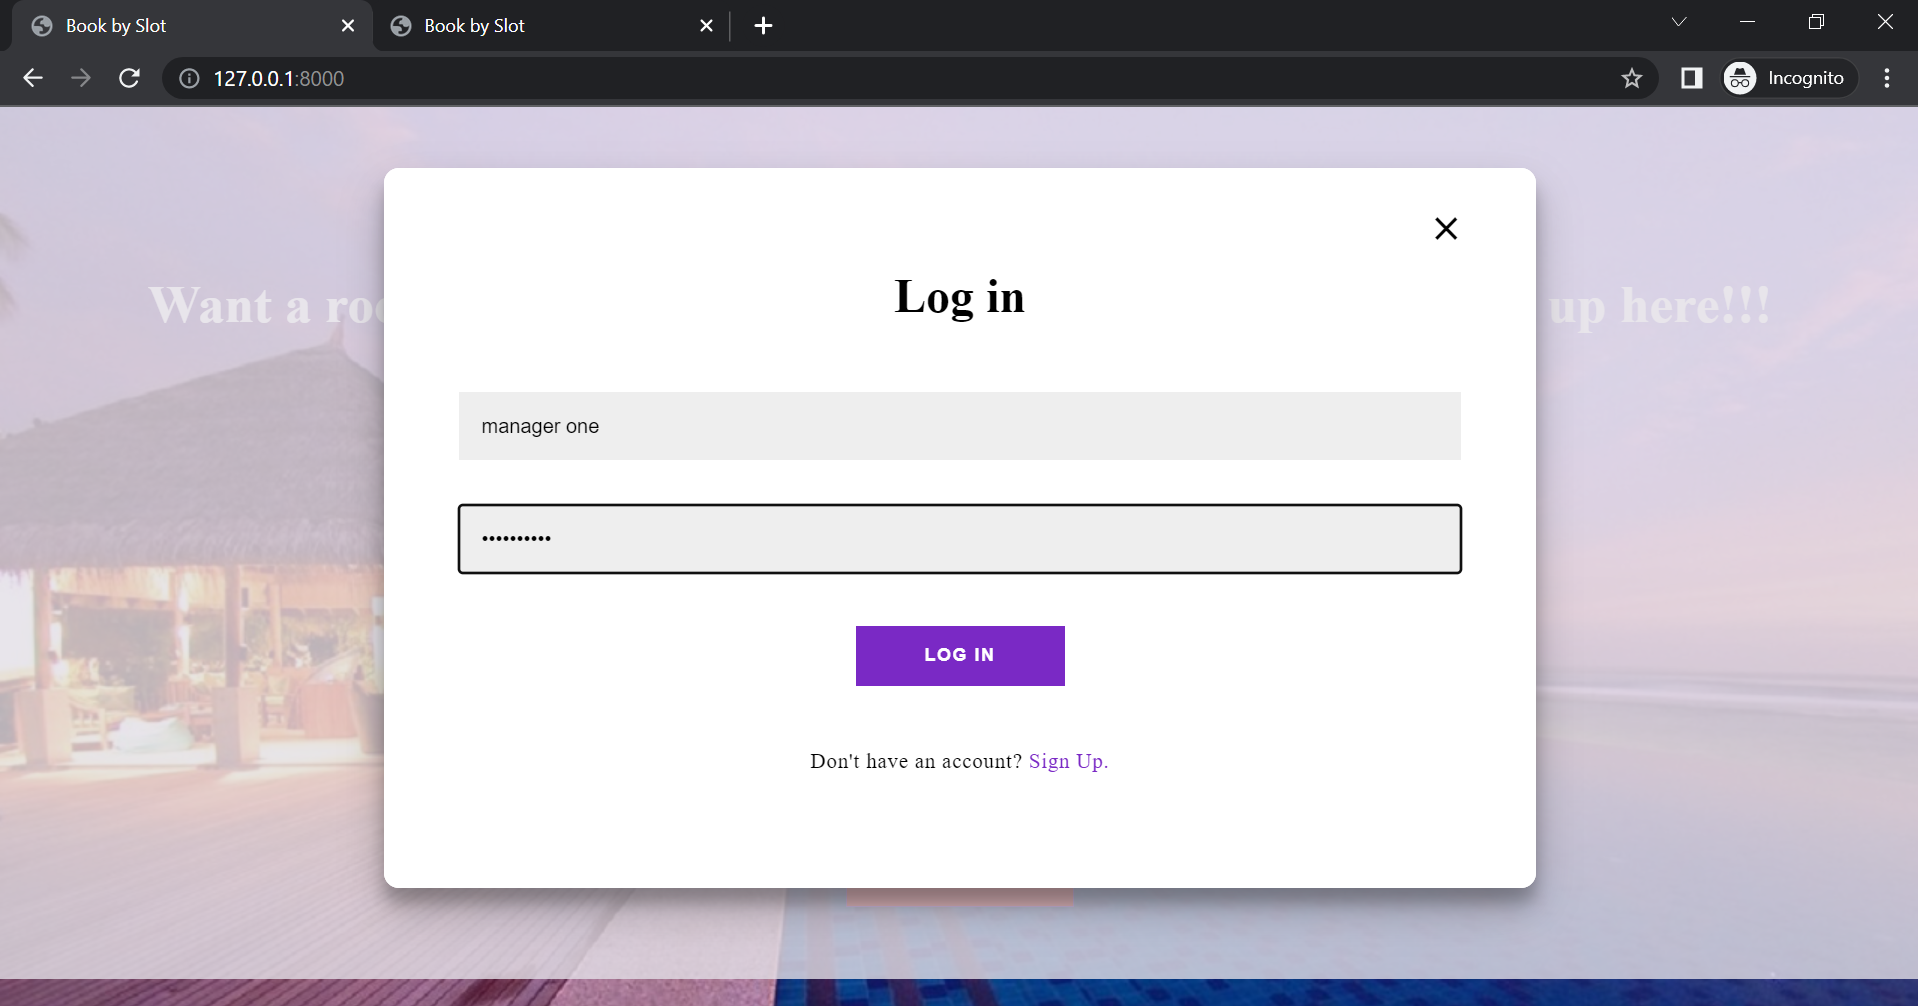 Book by Slot
Book by Slot
127.0.0.1:8000
Incognito
Want a
up here!!!
Log in
manager one
••••••••••
LOG IN
Don't have an account? Sign Up.